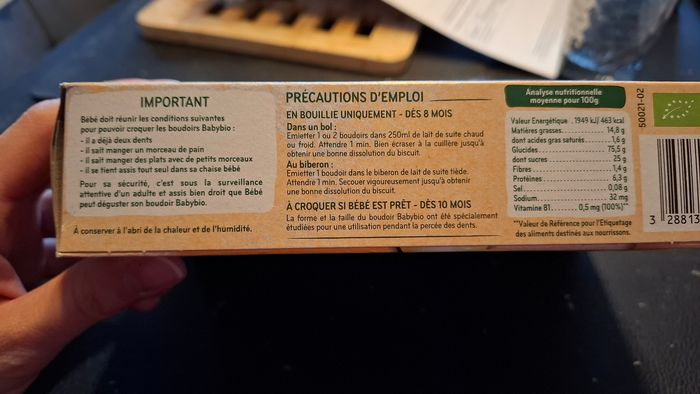 IMPORTANT
Bébé doit réunir les conditions suivantes
pour pouvoir croquer les boudoirs Babybio :
- il a déjà deux dents
- il sait manger un morceau de pain
- il sait manger des plats avec de petits morceaux
- il se tient assis tout seul dans sa chaise bébé
Pour sa sécurité, c'est sous la surveillance
attentive d'un adulte et assis bien droit que Bébé
peut déguster son boudoir Babybio.
À conserver à l'abri de la chaleur et de l'humidité.
PRÉCAUTIONS D'EMPLOI
EN BOUILLIE UNIQUEMENT - DÈS 8 MOIS
Dans un bol :
Emietter 1 ou 2 boudoirs dans 250ml de lait de suite chaud
ou froid. Attendre 1 min. Bien écraser à la cuillère jusqu'à
obtenir une bonne dissolution du biscuit.
Au biberon :
Emietter 1 boudoir dans le biberon de lait de suite tiède.
Attendre 1 min. Secouer vigoureusement jusqu'à obtenir
une bonne dissolution du biscuit.
À CROQUER SI BÉBÉ EST PRÊT - DÈS 10 MOIS
La forme et la taille du boudoir Babybio ont été spécialement
étudiées pour une utilisation pendant la percée des dents.
Analyse nutritionnelle
moyenne pour 100g
Valeur Energétique . 1949 kJ/ 463 kcal
Matières grasses 14,8 g
dont acides gras saturés 1,6 g
Glucides 75,5 g
dont sucres 25 g
Fibres 1,4 g
Protéines 6,3 g
Sel 0,08 g
Sodium 32 mg
Vitamine B1 0,5 mg (100%)**
**Valeur de Référence pour l'Etiquetage
des aliments destinés aux nourrissons.
50021-02
3 28813